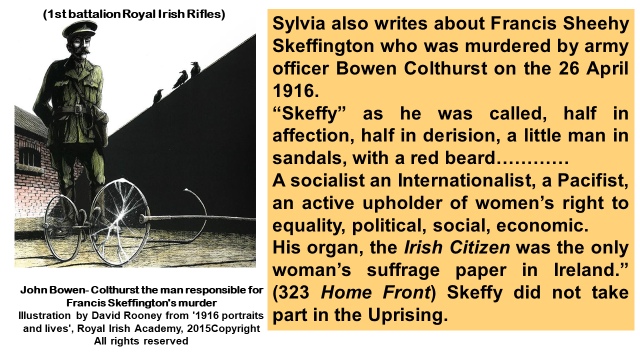 (1st battalion Royal Irish Rifles)
John Bowen- Colthurst the man responsible for
Francis Skeffington's murder
Illustration by David Rooney from '1916 portraits
and lives', Royal Irish Academy, 2015Copyright
All rights reserved
Sylvia also writes about Francis Sheehy
Skeffington who was murdered by army
officer Bowen Colthurst on the 26 April
1916.
“Skeffy” as he was called, half in
affection, half in derision, a little man in
sandals, with a red beard…………
A socialist an Internationalist, a Pacifist,
an active upholder of women’s right to
equality, political, social, economic.
His organ, the Irish Citizen was the only
woman’s suffrage paper in Ireland.”
(323 Home Front) Skeffy did not take
part in the Uprising.